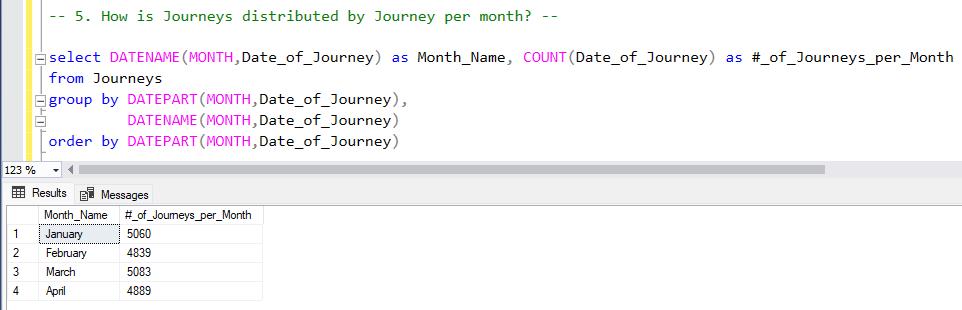 -- 5. How is Journeys distributed by Journey per month? --
select DATENAME(MONTH,Date_of_Journey) as Month_Name, COUNT(Date_of_Journey) as #_of_Journeys_per_Month
from Journeys
group by DATEPART(MONTH,Date_of_Journey),
DATENAME(MONTH,Date_of_Journey)
order by DATEPART(MONTH,Date_of_Journey)
123 %
Results Messages
Month_Name #_of_Journeys_per_Month
1 January 5060
2 February 4839
3 March 5083
4 April 4889